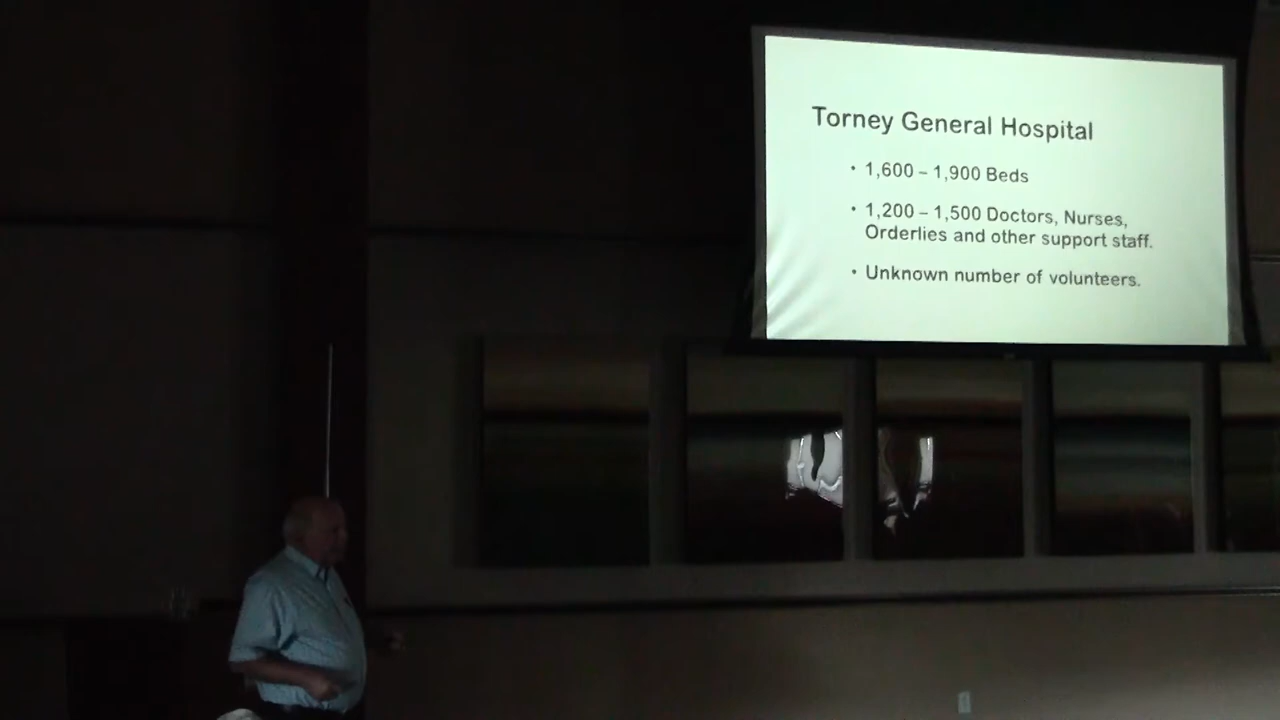 Torney General Hospital
• 1,600 – 1,900 Beds
• 1,200 – 1,500 Doctors, Nurses,
Orderlies and other support staff.
• Unknown number of volunteers.